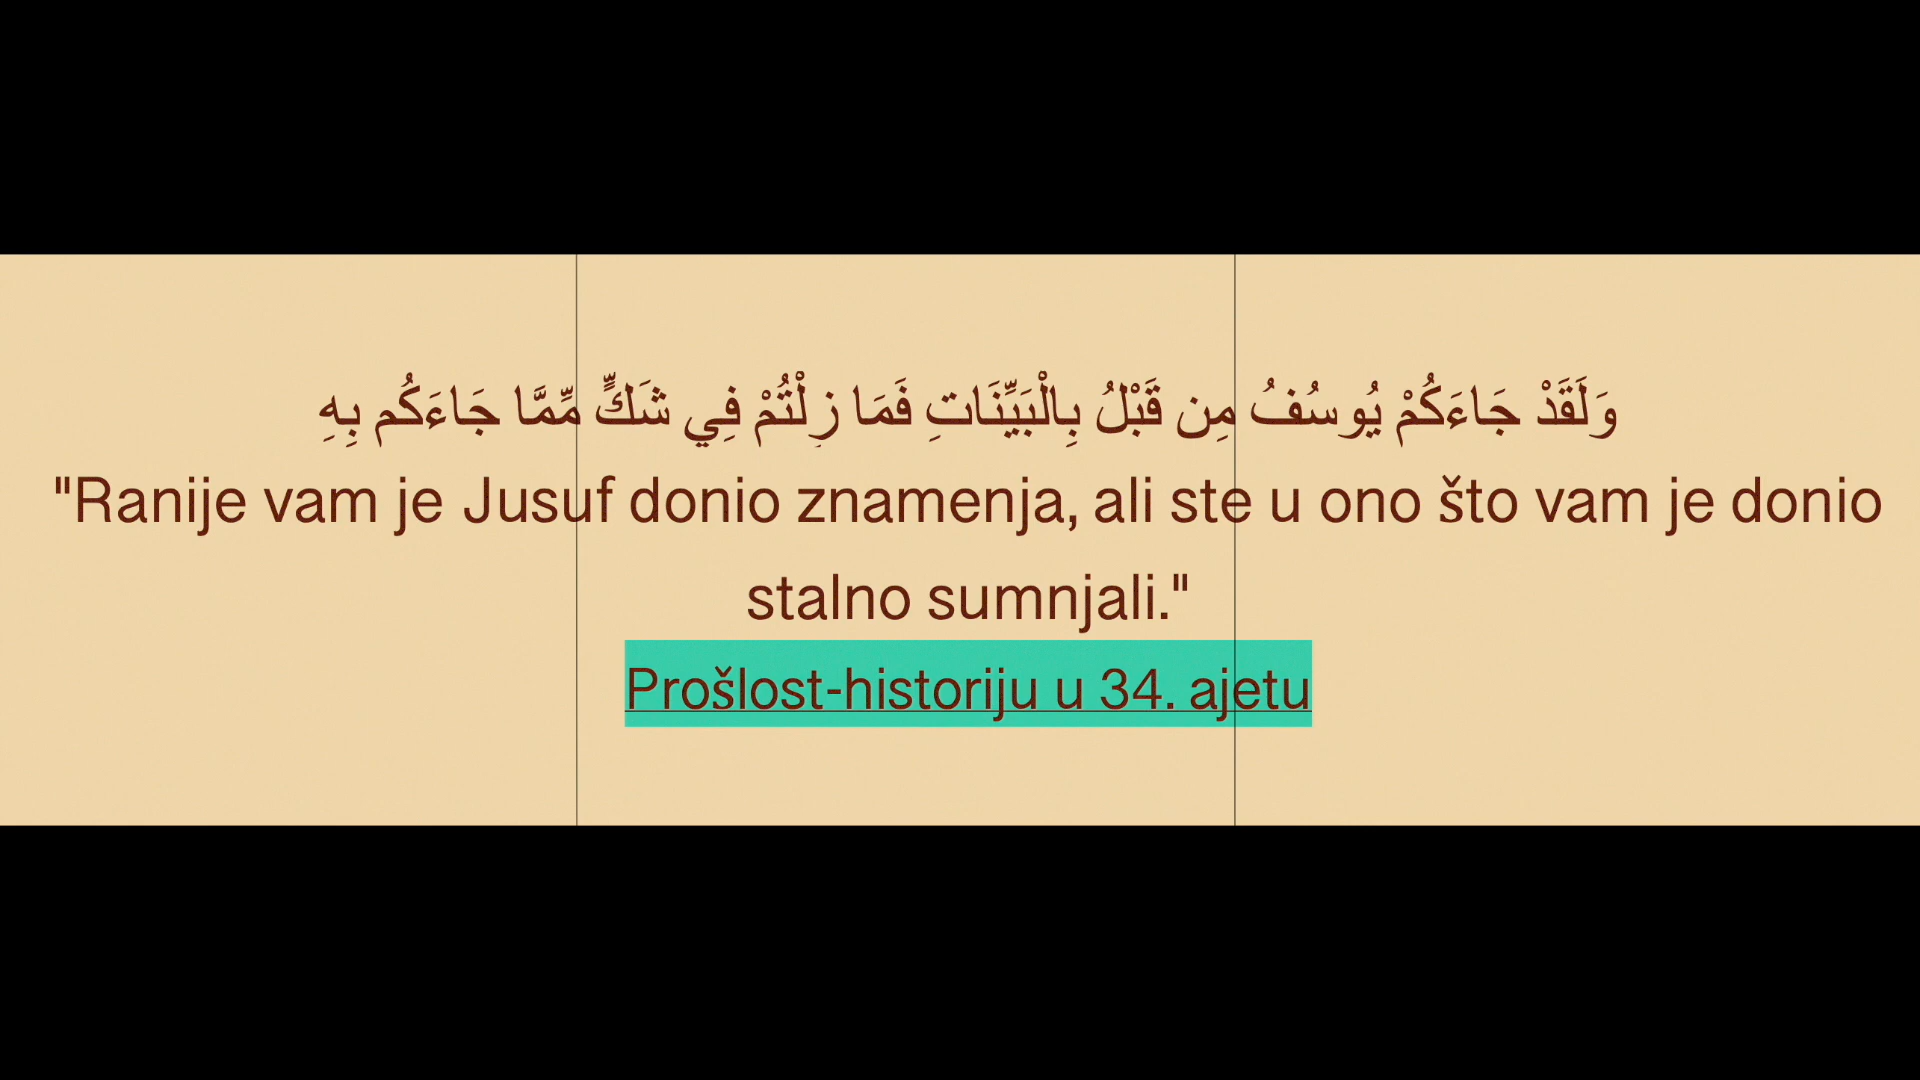 وَلَقَدْ جَاءَكُمْ يُوسُفُ مِن قَبْلُ بِالْبَيِّنَاتِ فَمَا زِلْتُمْ فِي شَكٍّ مِّمَّا جَاءَكُم بِهِ
"Ranije vam je Jusuf donio znamenja, ali ste u ono što vam je donio
stalno sumnjali."
Prošlost-historiju u 34. ajetu